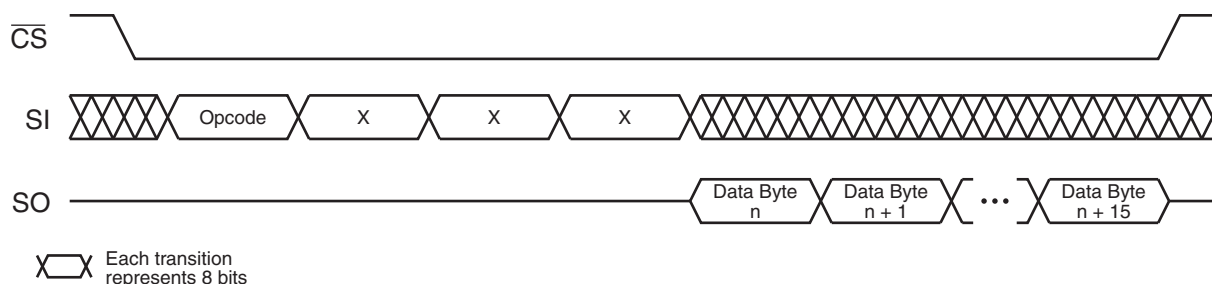 CS
SI
Opcode
X
X
X
SO
Data Byte
n
Data Byte
n + 1
•••
Data Byte
n + 15
Each transition
represents 8 bits